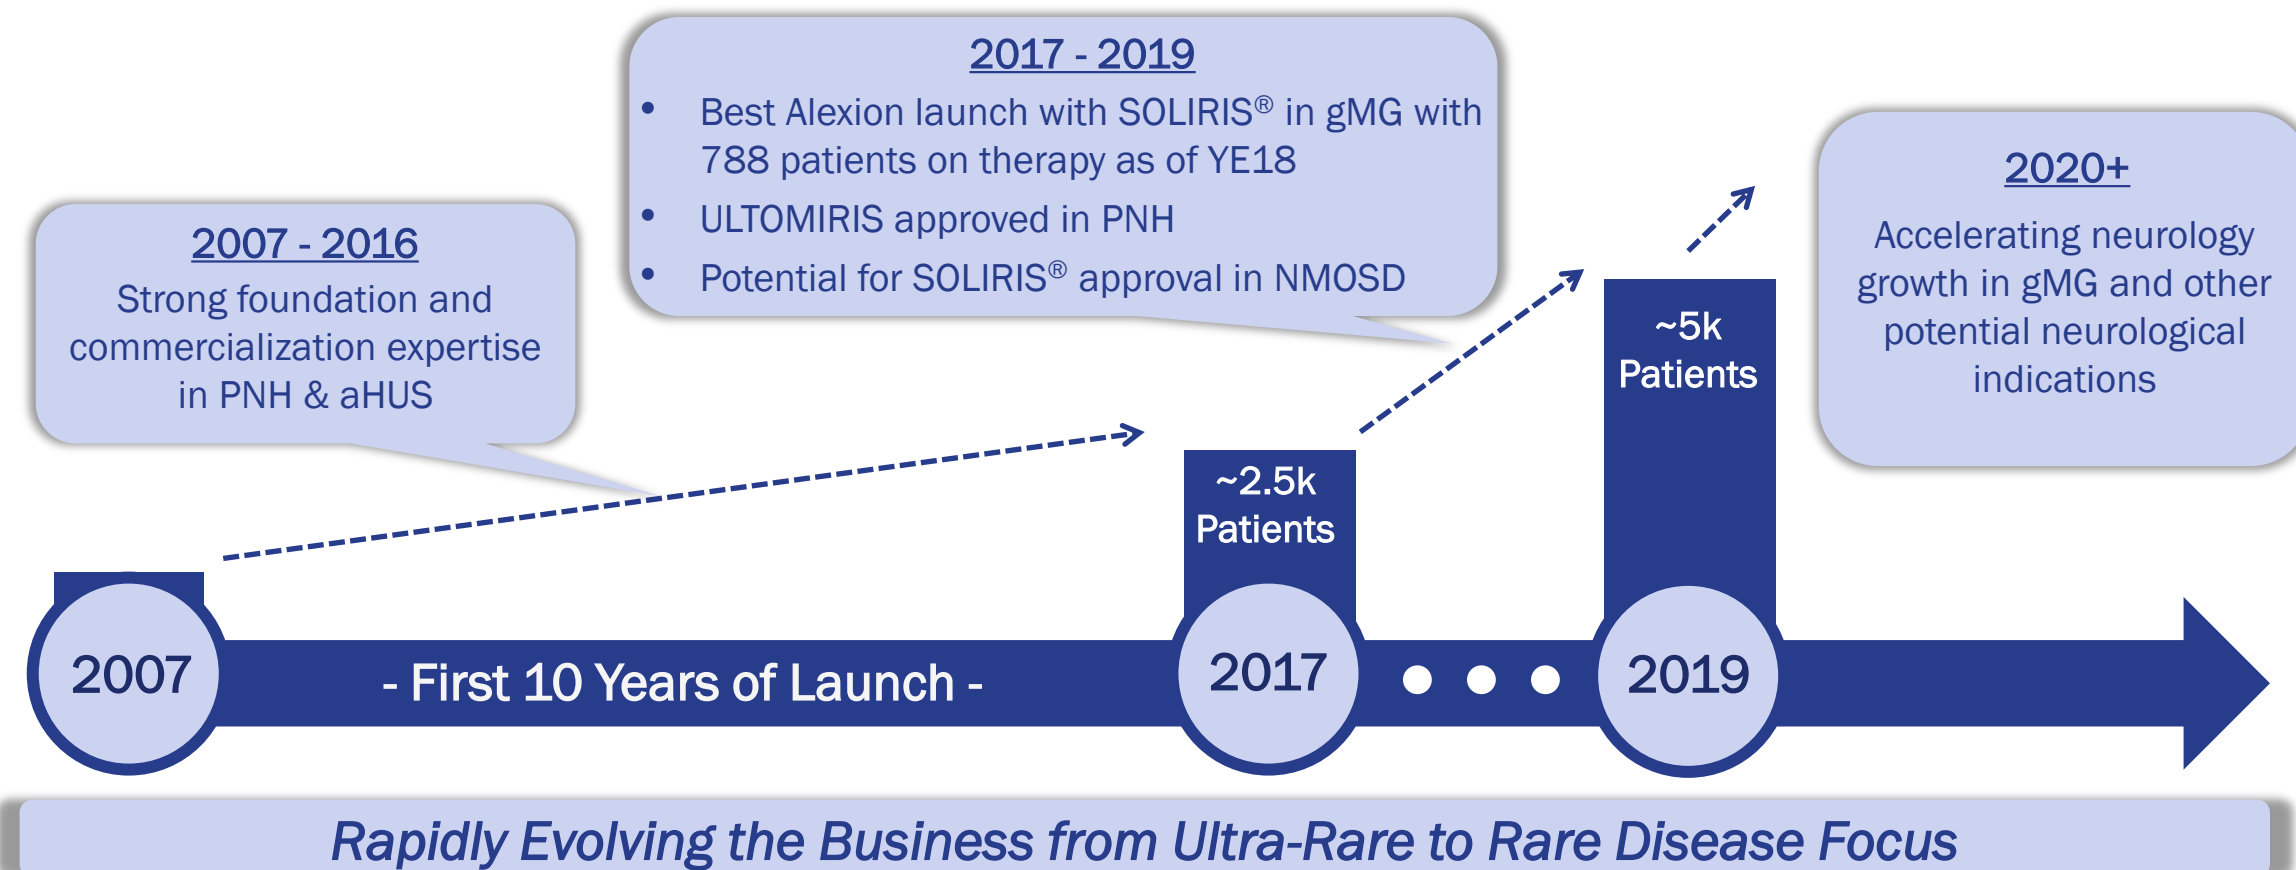 2007 - 2016
Strong foundation and
commercialization expertise
in PNH & aHUS
2017 - 2019
• Best Alexion launch with SOLIRIS® in gMG with
788 patients on therapy as of YE18
• ULTOMIRIS approved in PNH
• Potential for SOLIRIS® approval in NMOSD
2020+
Accelerating neurology
growth in gMG and other
potential neurological
indications
~2.5k
Patients
~5k
Patients
2007
- First 10 Years of Launch -
2017
2019
Rapidly Evolving the Business from Ultra-Rare to Rare Disease Focus